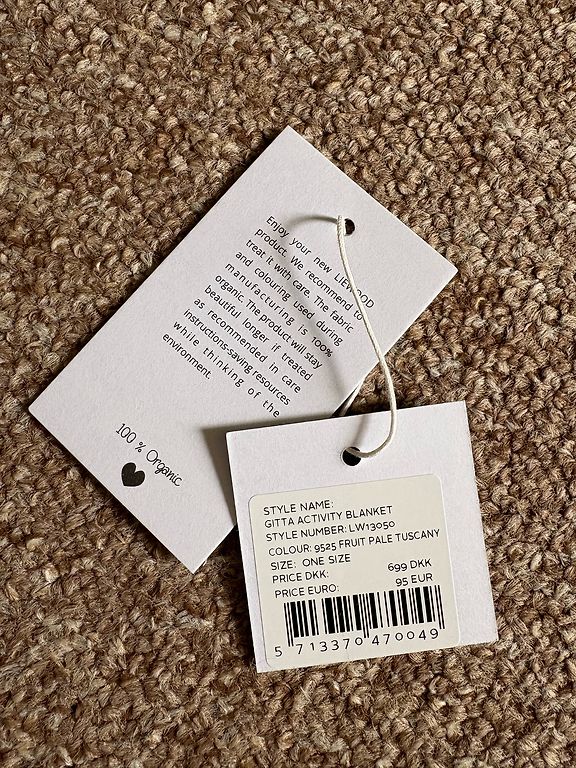 Enjoy your new LIEWOOD
product. We recommend to
treat it with care. The fabric
and colouring used during
manufacturing is 100%
organic. The product will stay
beautiful longer if treated
as recommended in care
instructions-saving resources
while thinking of the
environment.
100 % Organic
STYLE NAME:
GITTA ACTIVITY BLANKET
STYLE NUMBER: LW13050
COLOUR: 9525 FRUIT PALE TUSCANY
SIZE: ONE SIZE
PRICE DKK: 699 DKK
PRICE EURO: 95 EUR
5 713370 470049